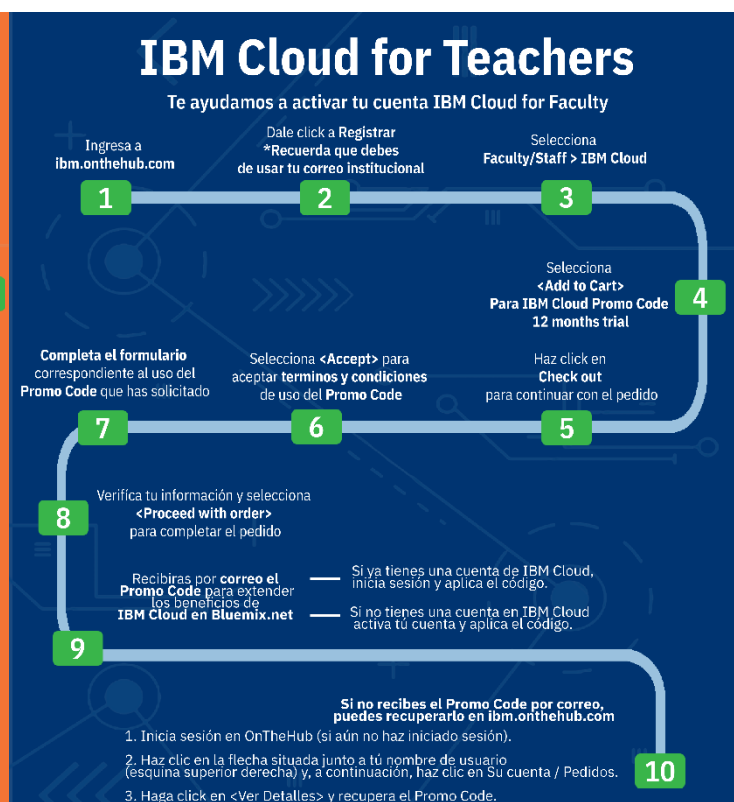 IBM Cloud for Teachers
Te ayudamos a activar tu cuenta IBM Cloud for Faculty
Ingresa a
ibm.onthehub.com
1
Dale click a Registrar
*Recuerda que debes
de usar tu correo institucional
2
Selecciona
Faculty/Staff > IBM Cloud
3
Selecciona
<Add to Cart>
Para IBM Cloud Promo Code
12 months trial
4
Haz click en
Check out
para continuar con el pedido
5
Selecciona <Accept> para
aceptar terminos y condiciones
de uso del Promo Code
6
Completa el formulario
correspondiente al uso del
Promo Code que has solicitado
7
Verifíca tu información y selecciona
<Proceed with order>
para completar el pedido
8
Recibiras por correo el
Promo Code para extender
los beneficios de
IBM Cloud en Bluemix.net
Si ya tienes una cuenta de IBM Cloud,
inicia sesión y aplica el código.
Si no tienes una cuenta en IBM Cloud
activa tú cuenta y aplica el código.
9
Si no recibes el Promo Code por correo,
puedes recuperarlo en ibm.onthehub.com
1. Inicia sesión en OnTheHub (si aún no haz iniciado sesión).
2. Haz clic en la flecha situada junto a tú nombre de usuario
(esquina superior derecha) y, a continuación, haz clic en Su cuenta / Pedidos.
3. Haga click en <Ver Detalles> y recupera el Promo Code.
10